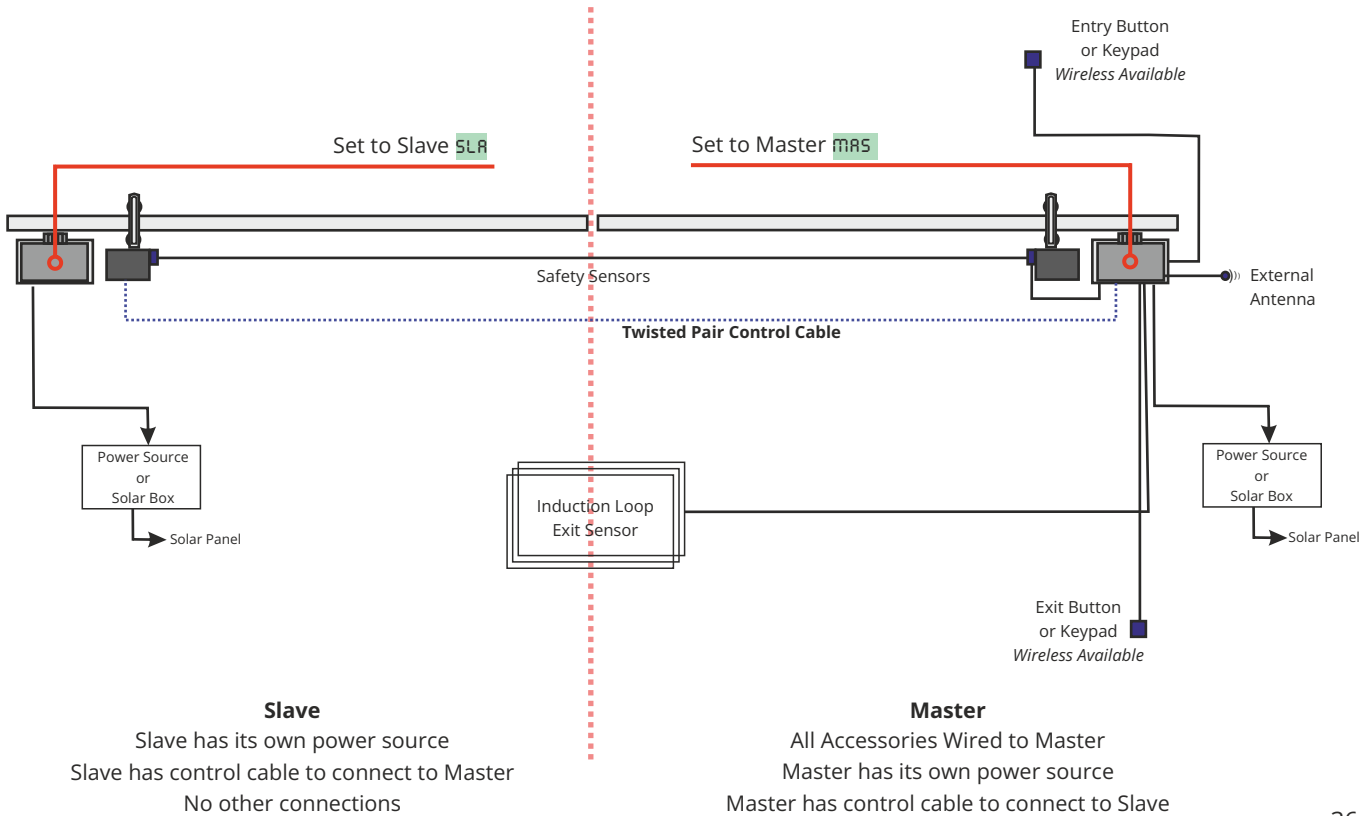 Entry Button
or Keypad
Wireless Available
Set to Slave SLA
Set to Master MAS
Safety Sensors
External
Antenna
Twisted Pair Control Cable
Power Source
or
Solar Box
Solar Panel
Induction Loop
Exit Sensor
Power Source
or
Solar Box
Solar Panel
Exit Button
or Keypad
Wireless Available
Slave
Slave has its own power source
Slave has control cable to connect to Master
No other connections
Master
All Accessories Wired to Master
Master has its own power source
Master has control cable to connect to Slave